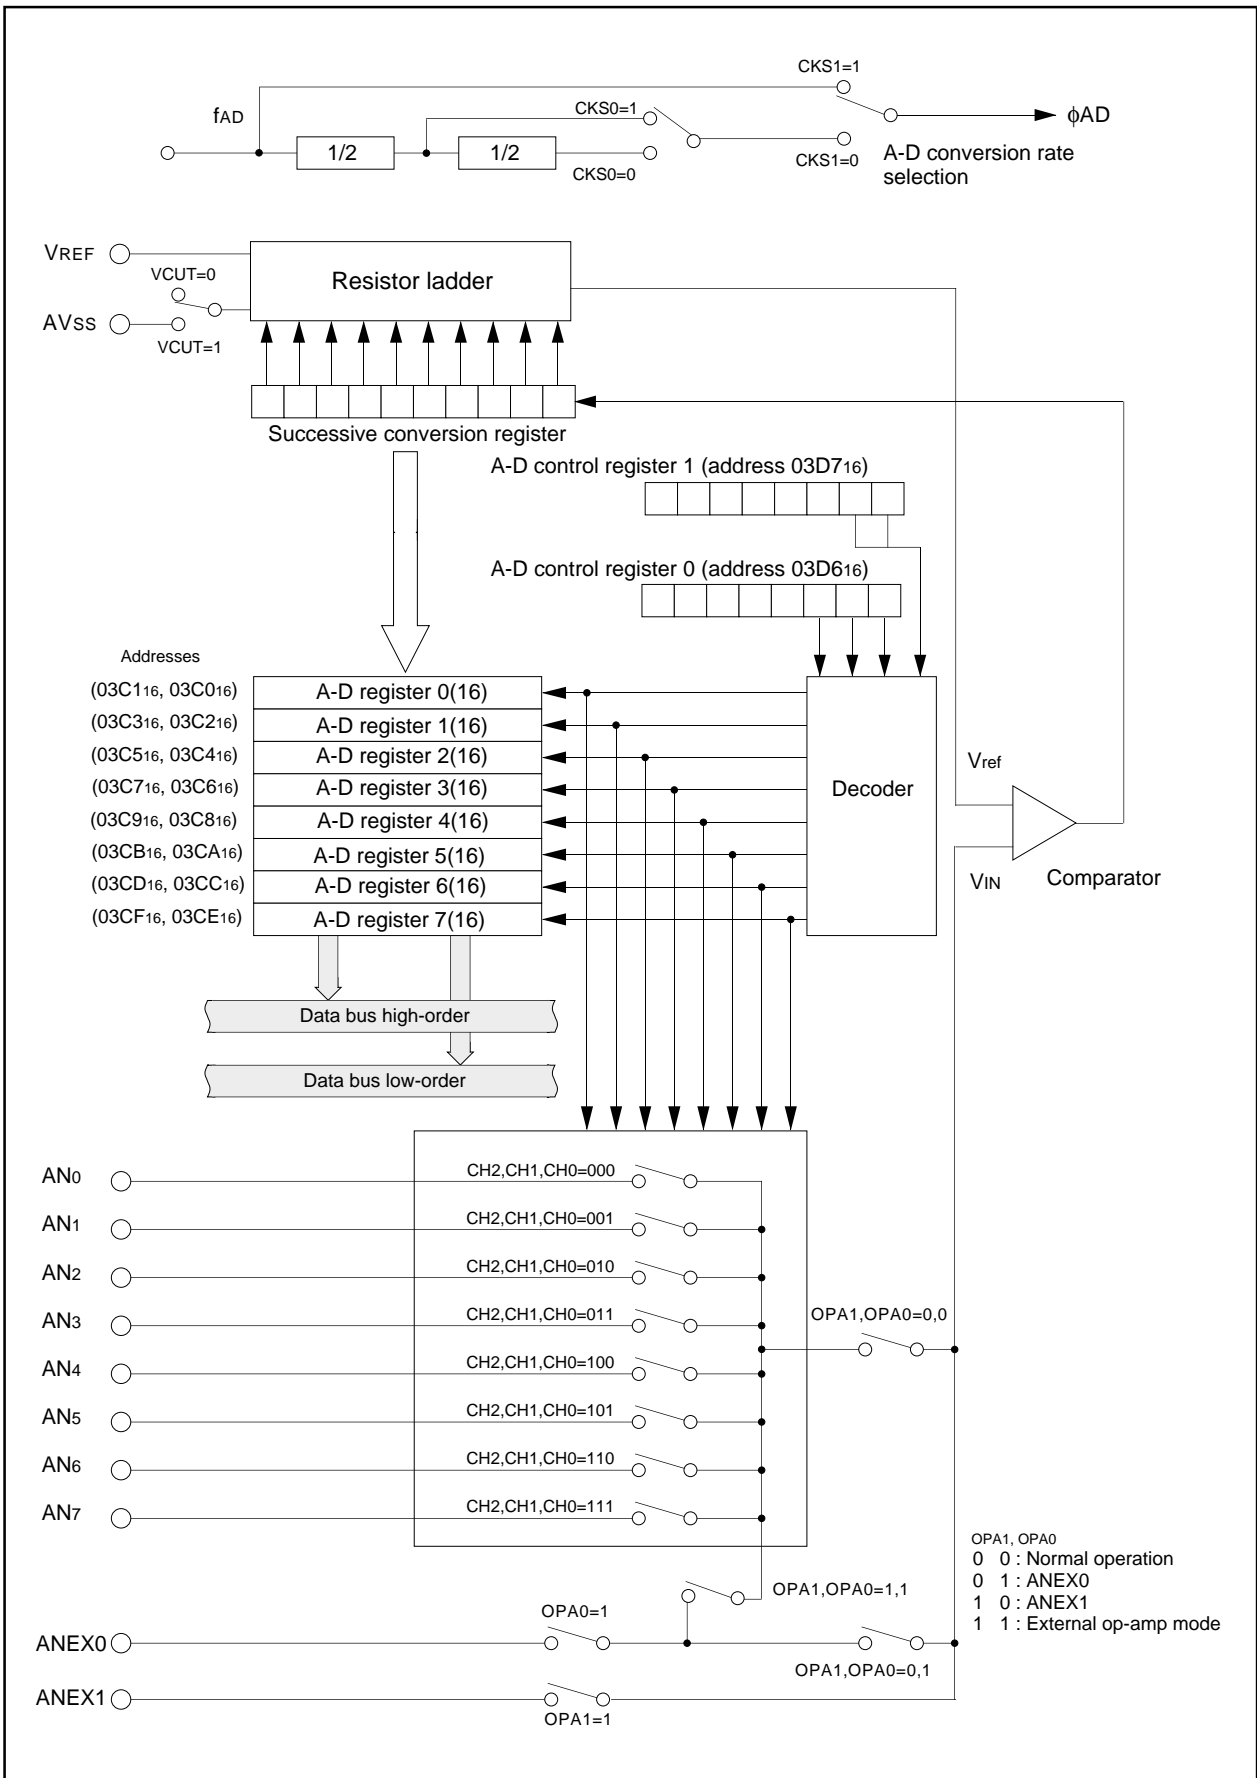 CKS1=1
fAD
CKS0=1
φAD
1/2
1/2
CKS0=0
CKS1=0
A-D conversion rate
selection
VREF
VCUT=0
Resistor ladder
AVSS
VCUT=1
Successive conversion register
A-D control register 1 (address 03D716)
A-D control register 0 (address 03D616)
Addresses
(03C116, 03C016)
A-D register 0(16)
(03C316, 03C216)
A-D register 1(16)
(03C516, 03C416)
A-D register 2(16)
(03C716, 03C616)
A-D register 3(16)
(03C916, 03C816)
A-D register 4(16)
(03CB16, 03CA16)
A-D register 5(16)
(03CD16, 03CC16)
A-D register 6(16)
(03CF16, 03CE16)
A-D register 7(16)
Decoder
Vref
VIN
Comparator
Data bus high-order
Data bus low-order
AN0
CH2,CH1,CH0=000
AN1
CH2,CH1,CH0=001
AN2
CH2,CH1,CH0=010
AN3
CH2,CH1,CH0=011
OPA1,OPA0=0,0
AN4
CH2,CH1,CH0=100
AN5
CH2,CH1,CH0=101
AN6
CH2,CH1,CH0=110
AN7
CH2,CH1,CH0=111
OPA1, OPA0
0 0 : Normal operation
0 1 : ANEX0
1 0 : ANEX1
1 1 : External op-amp mode
OPA1,OPA0=1,1
OPA0=1
ANEX0
OPA1,OPA0=0,1
ANEX1
OPA1=1